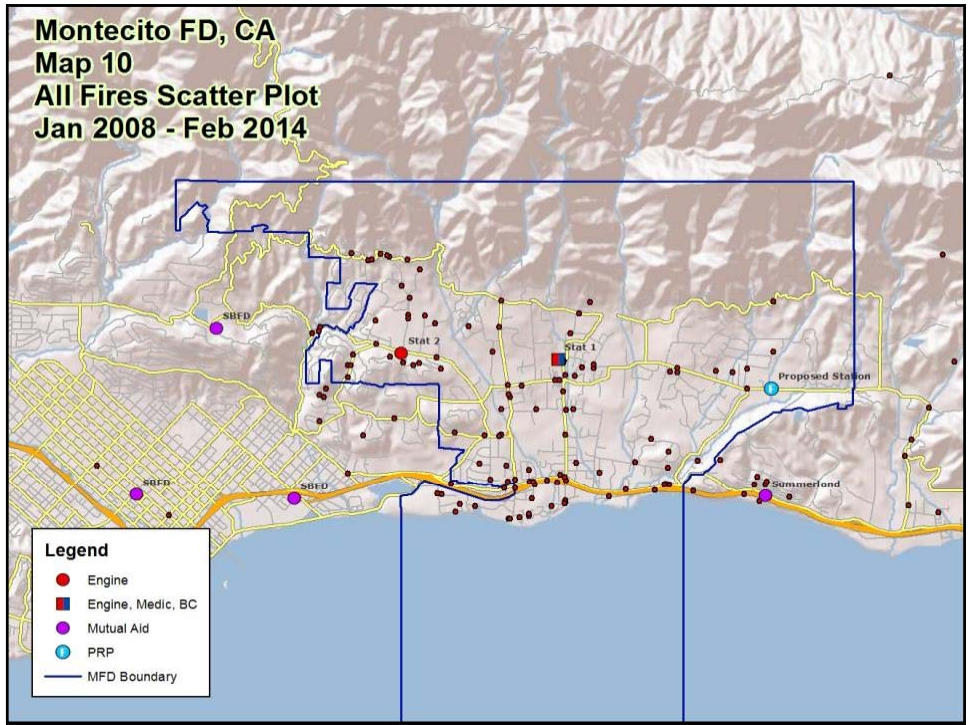 Montecito FD, CA
Map 10
All Fires Scatter Plot
Jan 2008 - Feb 2014
SBFD
Stat 2
Stat 1
Proposed Station
SBFD
SBFD
Summerland
Legend
Engine
Engine, Medic, BC
Mutual Aid
PRP
MFD Boundary